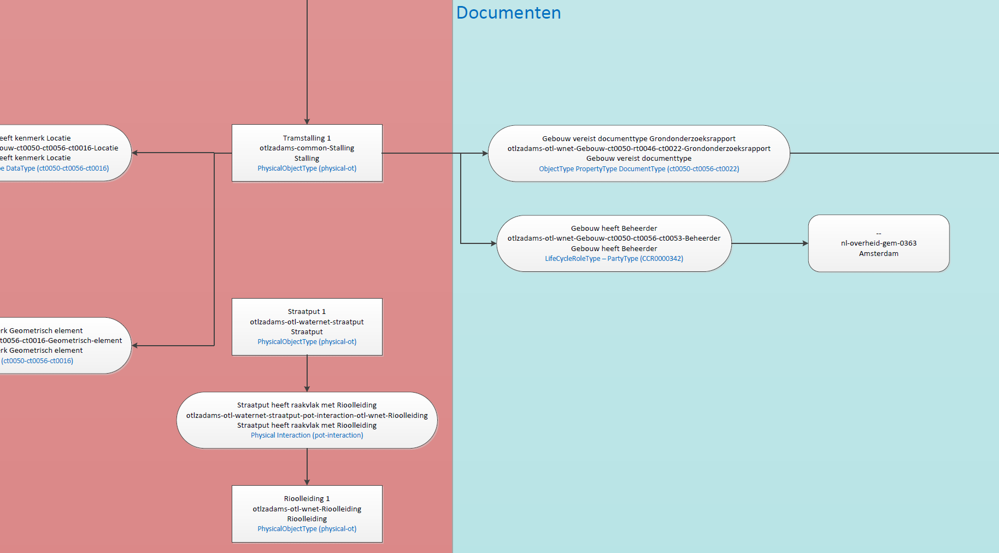 Documenten
eeft kenmerk Locatie
ouw-ct0050-ct0056-ct0016-Locatie
eeft kenmerk Locatie
pe DataType (ct0050-ct0056-ct0016)
Tramstalling 1
otlzadams-common-Stalling
Stalling
PhysicalObjectType (physical-ot)
Gebouw vereist documenttype Grondonderzoeksrapport
otlzadams-otl-wnet-Gebouw-ct0050-rt0046-ct0022-Grondonderzoeksrapport
Gebouw vereist documenttype
ObjectType PropertyType DocumentType (ct0050-ct0056-ct0022)
Gebouw heeft Beheerder
otlzadams-otl-wnet-Gebouw-ct0050-ct0056-ct0053-Beheerder
Gebouw heeft Beheerder
LifeCycleRoleType – PartyType (CCR0000342)
--
nl-overheid-gem-0363
Amsterdam
rk Geometrisch element
t0056-ct0016-Geometrisch-element
rk Geometrisch element
(ct0050-ct0056-ct0016)
Straatput 1
otlzadams-otl-waternet-straatput
Straatput
PhysicalObjectType (physical-ot)
Straatput heeft raakvlak met Rioolleiding
otlzadams-otl-waternet-straatput-pot-interaction-otl-wnet-Rioolleiding
Straatput heeft raakvlak met Rioolleiding
Physical Interaction (pot-interaction)
Rioolleiding 1
otlzadams-otl-wnet-Rioolleiding
Rioolleiding
PhysicalObjectType (physical-ot)